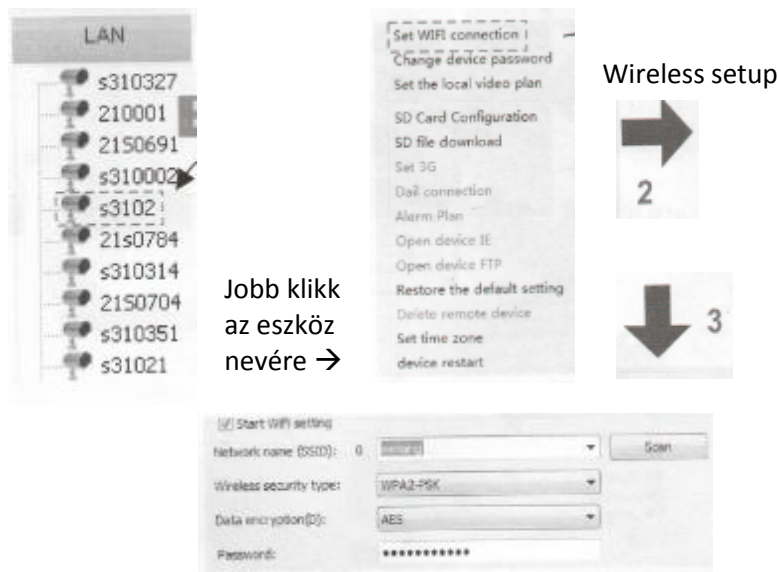 LAN
s310327
210001
2150691
s310002
s3102
21s0784
s310314
2150704
s310351
s31021
Jobb klikk
az eszköz
nevére →
Set WIFI connection
Change device password
Set the local video plan
SD Card Configuration
SD file download
Set 3G
Dail connection
Alarm Plan
Open device IE
Open device FTP
Restore the default setting
Delete remote device
Set time zone
device restart
Wireless setup
2
3
Start Wifi setting
Network name (SSID): 0
Scan
Wireless security type: WPA2-PSK
Data encryption(D): AES
Password: ***********